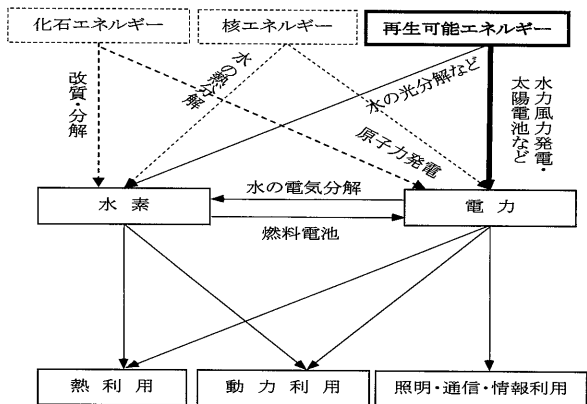 化石エネルギー
核エネルギー
再生可能エネルギー
改質・分解
水の熱分解
水の光分解など
原子力発電
水力風力発電・
太陽電池など
水素
水の電気分解
燃料電池
電力
熱利用
動力利用
照明・通信・情報利用